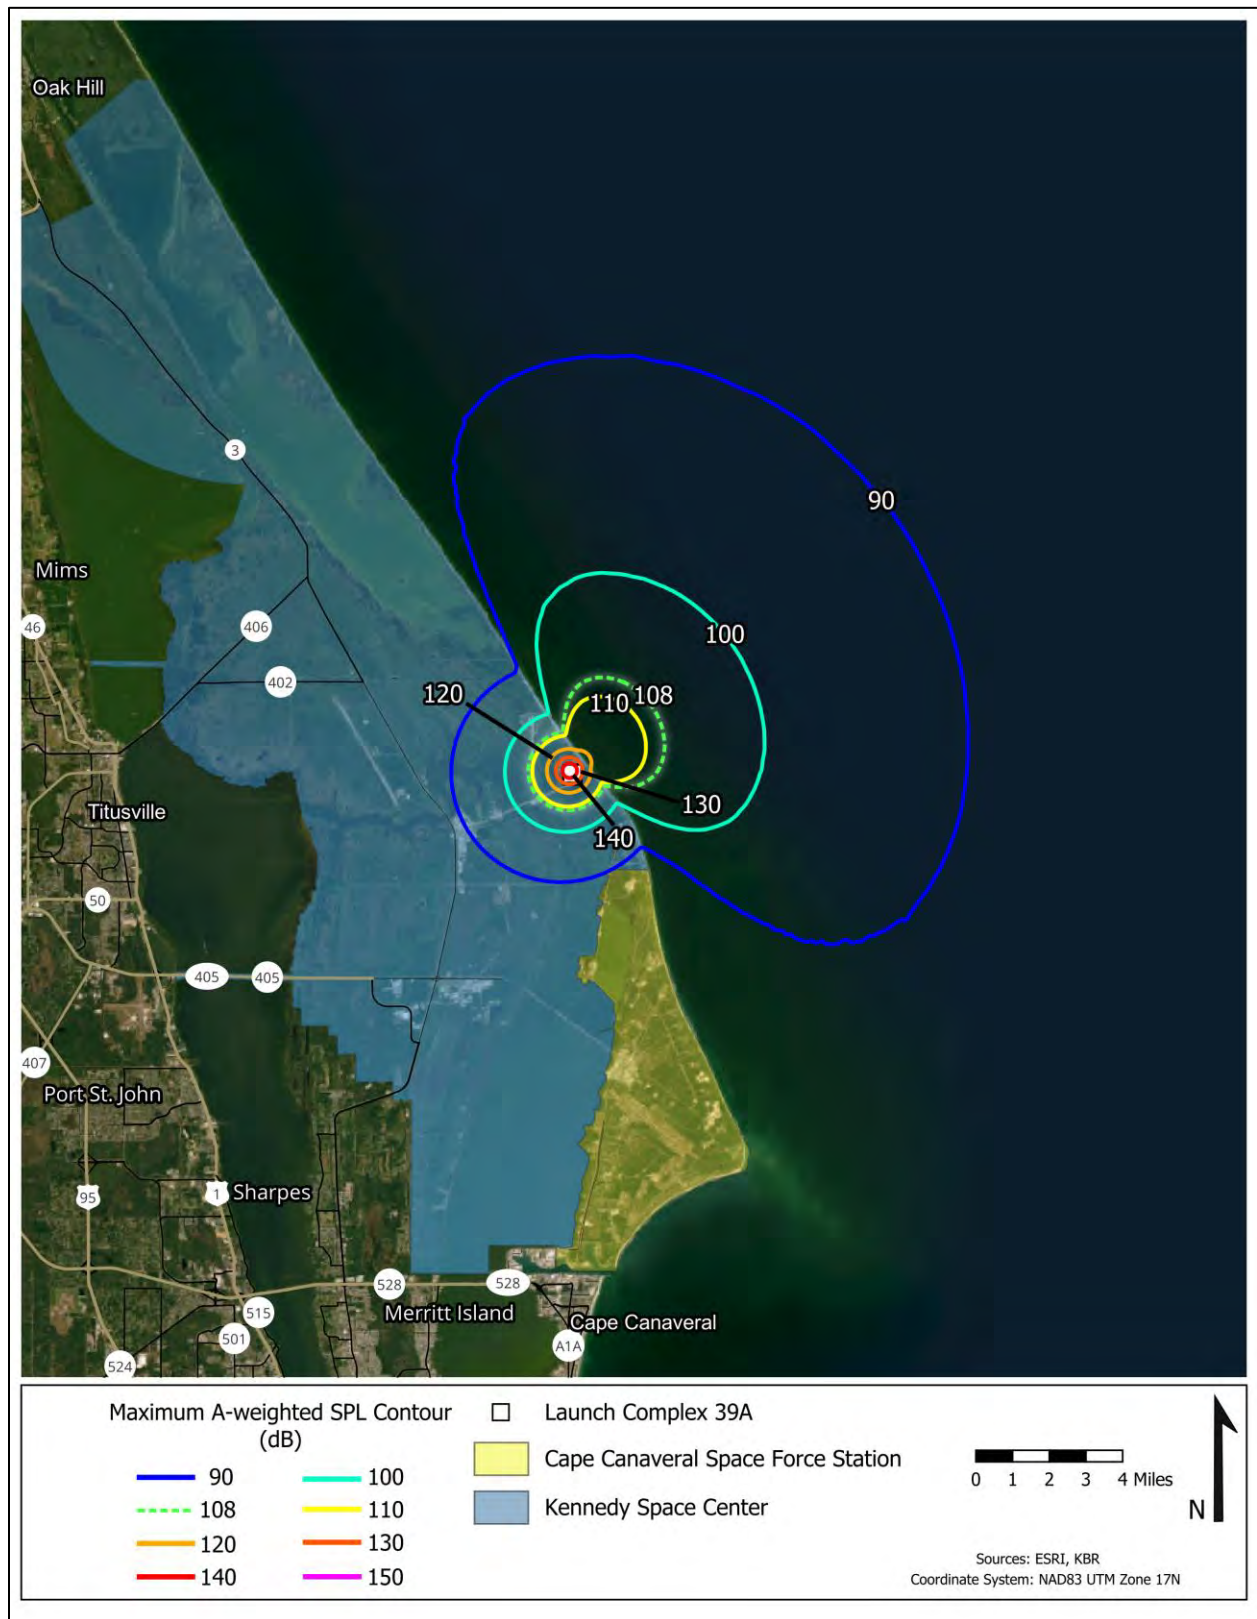 Oak Hill
3
90
Mims
46
406
100
402
120
110
108
Titusville
130
140
50
405
405
407
Port St. John
95
1
Sharpes
528
528
515
Merritt Island
Cape Canaveral
501
A1A
524
Maximum A-weighted SPL Contour
(dB)
90
100
108
110
120
130
140
150
Launch Complex 39A
Cape Canaveral Space Force Station
Kennedy Space Center
0 1 2 3 4 Miles
N
Sources: ESRI, KBR
Coordinate System: NAD83 UTM Zone 17N